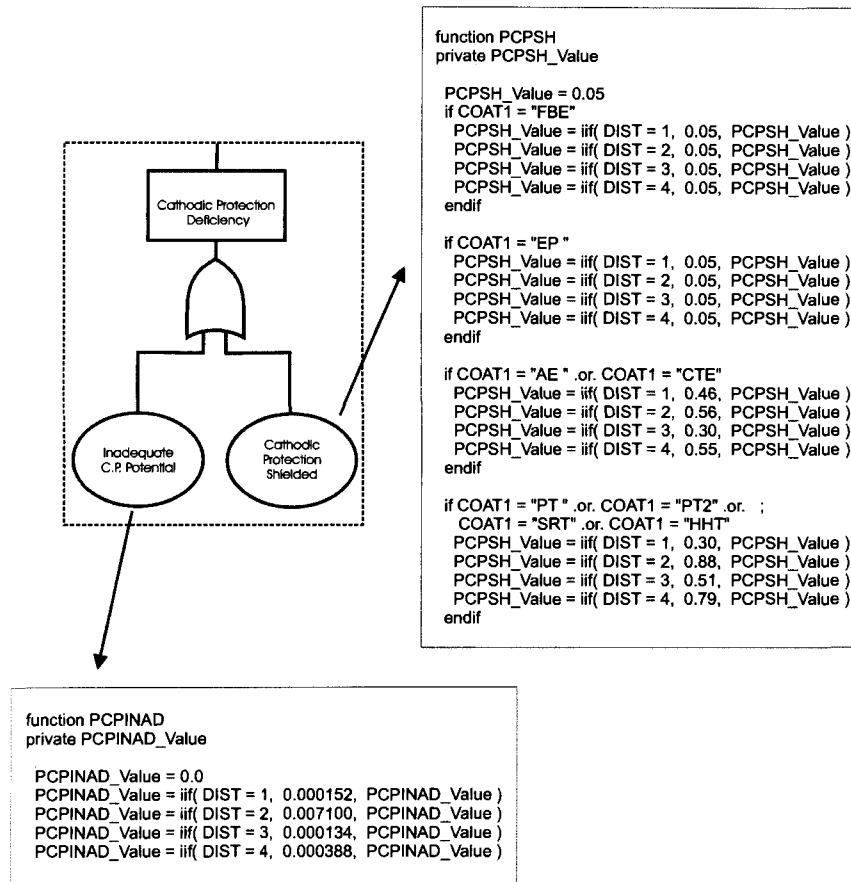 function PCPSH
private PCPSH_Value
PCPSH_Value = 0.05
if COAT1 = "FBE"
PCPSH_Value = iif( DIST = 1, 0.05, PCPSH_Value )
PCPSH_Value = iif( DIST = 2, 0.05, PCPSH_Value )
PCPSH_Value = iif( DIST = 3, 0.05, PCPSH_Value )
PCPSH_Value = iif( DIST = 4, 0.05, PCPSH_Value )
endif
if COAT1 = "EP "
PCPSH_Value = iif( DIST = 1, 0.05, PCPSH_Value )
PCPSH_Value = iif( DIST = 2, 0.05, PCPSH_Value )
PCPSH_Value = iif( DIST = 3, 0.05, PCPSH_Value )
PCPSH_Value = iif( DIST = 4, 0.05, PCPSH_Value )
endif
if COAT1 = "AE " .or. COAT1 = "CTE"
PCPSH_Value = iif( DIST = 1, 0.46, PCPSH_Value )
PCPSH_Value = iif( DIST = 2, 0.56, PCPSH_Value )
PCPSH_Value = iif( DIST = 3, 0.30, PCPSH_Value )
PCPSH_Value = iif( DIST = 4, 0.55, PCPSH_Value )
endif
if COAT1 = "PT " .or. COAT1 = "PT2" .or. ;
COAT1 = "SRT" .or. COAT1 = "HHT"
PCPSH_Value = iif( DIST = 1, 0.30, PCPSH_Value )
PCPSH_Value = iif( DIST = 2, 0.88, PCPSH_Value )
PCPSH_Value = iif( DIST = 3, 0.51, PCPSH_Value )
PCPSH_Value = iif( DIST = 4, 0.79, PCPSH_Value )
endif
Cathodic Protection
Deficiency
Inadequate
C.P. Potential
Cathodic
Protection
Shielded
function PCPINAD
private PCPINAD_Value
PCPINAD_Value = 0.0
PCPINAD_Value = iif( DIST = 1, 0.000152, PCPINAD_Value )
PCPINAD_Value = iif( DIST = 2, 0.007100, PCPINAD_Value )
PCPINAD_Value = iif( DIST = 3, 0.000134, PCPINAD_Value )
PCPINAD_Value = iif( DIST = 4, 0.000388, PCPINAD_Value )